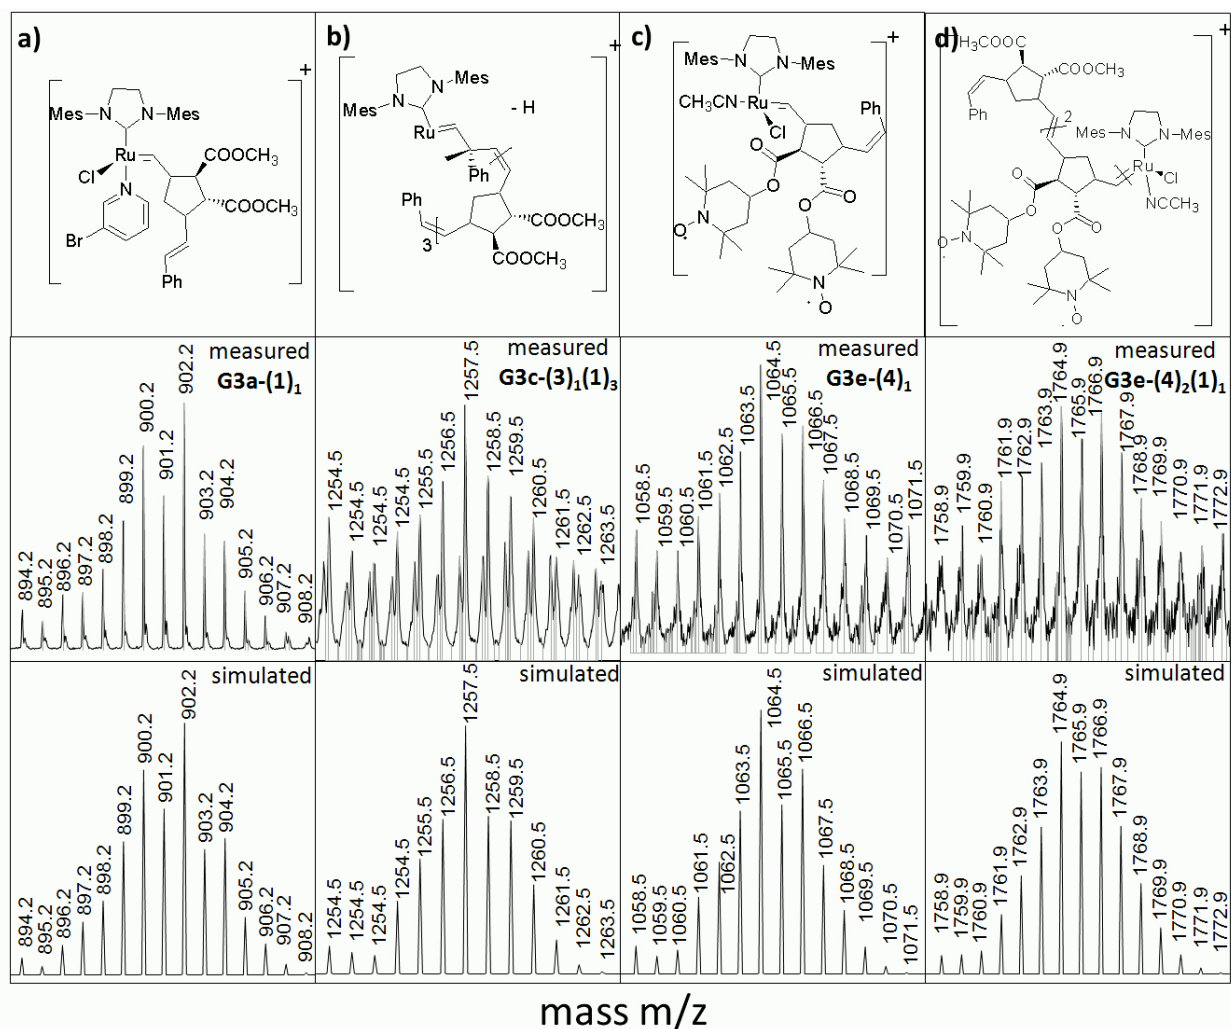 a)
+
Mes
N
N
Mes
Ru
Cl
N
Br
COOCH3
COOCH3
Ph
b)
+
Mes
N
N
Mes
- H
Ru
Ph
Ph
3
COOCH3
COOCH3
c)
+
Mes
N
N
Mes
CH3CN
Ru
Cl
Ph
O
O
O
O
N
O.
N
O
.
d)
+
H3COOC
COOCH3
Ph
2
Mes
N
N
Mes
Ru
Cl
NCCH3
O
O
O
O
N
O
.
N
O
.
measured
G3a-(1)1
894.2
895.2
896.2
897.2
898.2
899.2
900.2
901.2
902.2
903.2
904.2
905.2
906.2
907.2
908.2
measured
G3c-(3)1(1)3
1254.5
1254.5
1254.5
1254.5
1255.5
1256.5
1257.5
1258.5
1259.5
1260.5
1261.5
1262.5
1263.5
measured
G3e-(4)1
1058.5
1059.5
1060.5
1061.5
1062.5
1063.5
1064.5
1065.5
1066.5
1067.5
1068.5
1069.5
1070.5
1071.5
measured
G3e-(4)2(1)1
1758.9
1759.9
1760.9
1761.9
1762.9
1763.9
1764.9
1765.9
1766.9
1767.9
1768.9
1769.9
1770.9
1771.9
1772.9
simulated
894.2
895.2
896.2
897.2
898.2
899.2
900.2
901.2
902.2
903.2
904.2
905.2
906.2
907.2
908.2
simulated
1254.5
1254.5
1254.5
1254.5
1255.5
1256.5
1257.5
1258.5
1259.5
1260.5
1261.5
1262.5
1263.5
simulated
1058.5
1059.5
1060.5
1061.5
1062.5
1063.5
1064.5
1065.5
1066.5
1067.5
1068.5
1069.5
1070.5
1071.5
simulated
1758.9
1759.9
1760.9
1761.9
1762.9
1763.9
1764.9
1765.9
1766.9
1767.9
1768.9
1769.9
1770.9
1771.9
1772.9
mass m/z